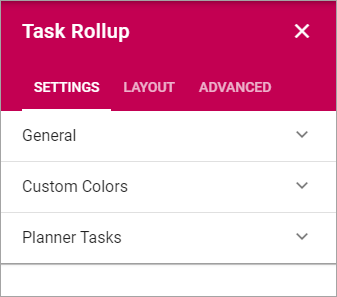 Task Rollup
SETTINGS LAYOUT ADVANCED
General
Custom Colors
Planner Tasks